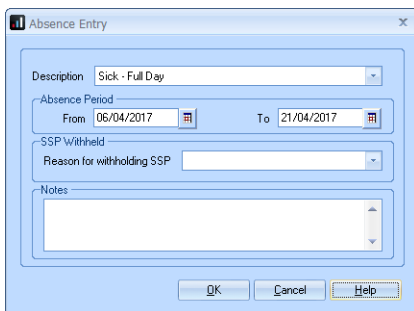 Absence Entry
Description Sick - Full Day
Absence Period
From 06/04/2017 To 21/04/2017
SSP Withheld
Reason for withholding SSP
Notes
OK Cancel Help